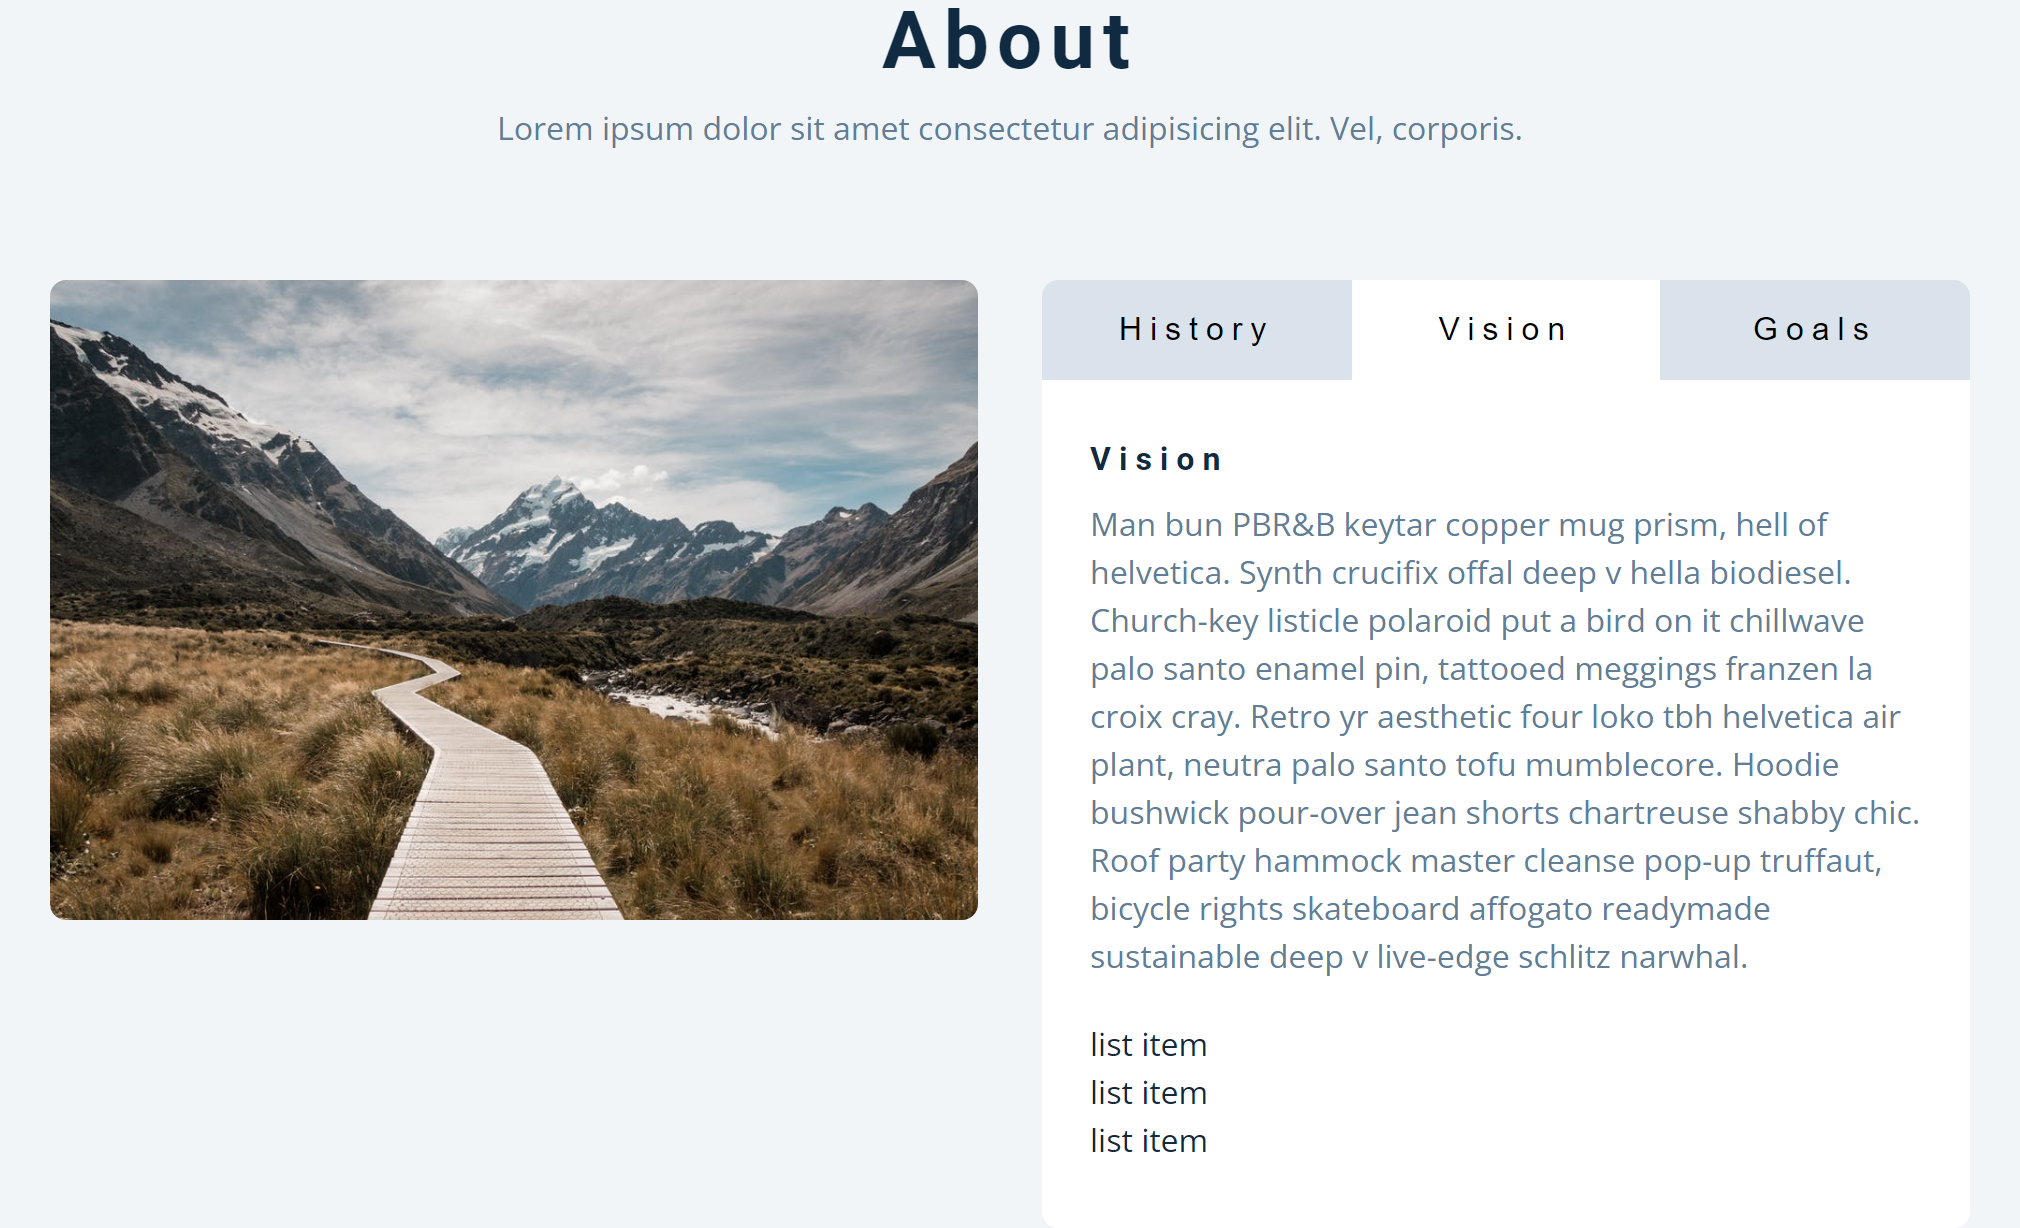 About
Lorem ipsum dolor sit amet consectetur adipisicing elit. Vel, corporis.
History
Vision
Goals
Vision
Man bun PBR&B keytar copper mug prism, hell of
helvetica. Synth crucifix offal deep v hella biodiesel.
Church-key listicle polaroid put a bird on it chillwave
palo santo enamel pin, tattooed meggings franzen la
croix cray. Retro yr aesthetic four loko tbh helvetica air
plant, neutra palo santo tofu mumblecore. Hoodie
bushwick pour-over jean shorts chartreuse shabby chic.
Roof party hammock master cleanse pop-up truffaut,
bicycle rights skateboard affogato readymade
sustainable deep v live-edge schlitz narwhal.
list item
list item
list item